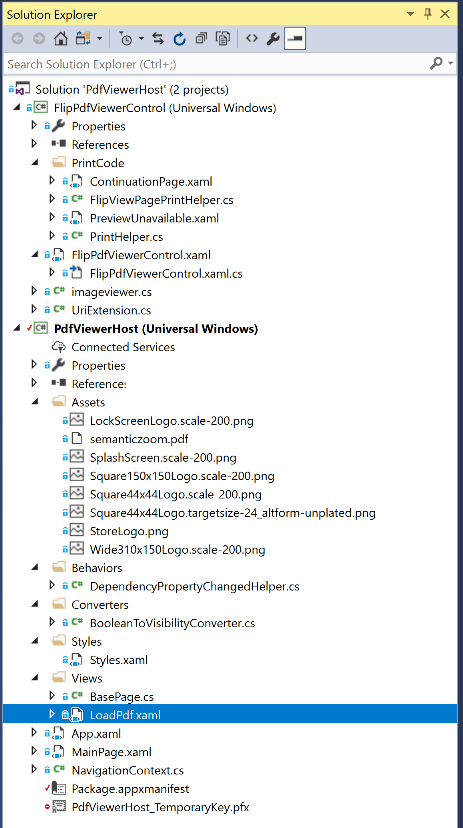 Solution Explorer
Search Solution Explorer (Ctrl+;)
Solution 'PdfViewerHost' (2 projects)
FlipPdfViewerControl (Universal Windows)
Properties
References
PrintCode
ContinuationPage.xaml
FlipViewPagePrintHelper.cs
PreviewUnavailable.xaml
PrintHelper.cs
FlipPdfViewerControl.xaml
FlipPdfViewerControl.xaml.cs
imageviewer.cs
UriExtension.cs
PdfViewerHost (Universal Windows)
Connected Services
Properties
References
Assets
LockScreenLogo.scale-200.png
semanticzoom.pdf
SplashScreen.scale-200.png
Square150x150Logo.scale-200.png
Square44x44Logo.scale 200.png
Square44x44Logo.targetsize-24_altform-unplated.png
StoreLogo.png
Wide310x150Logo.scale-200.png
Behaviors
DependencyPropertyChangedHelper.cs
Converters
BooleanToVisibilityConverter.cs
Styles
Styles.xaml
Views
BasePage.cs
LoadPdf.xaml
App.xaml
MainPage.xaml
NavigationContext.cs
Package.appxmanifest
PdfViewerHost_TemporaryKey.pfx